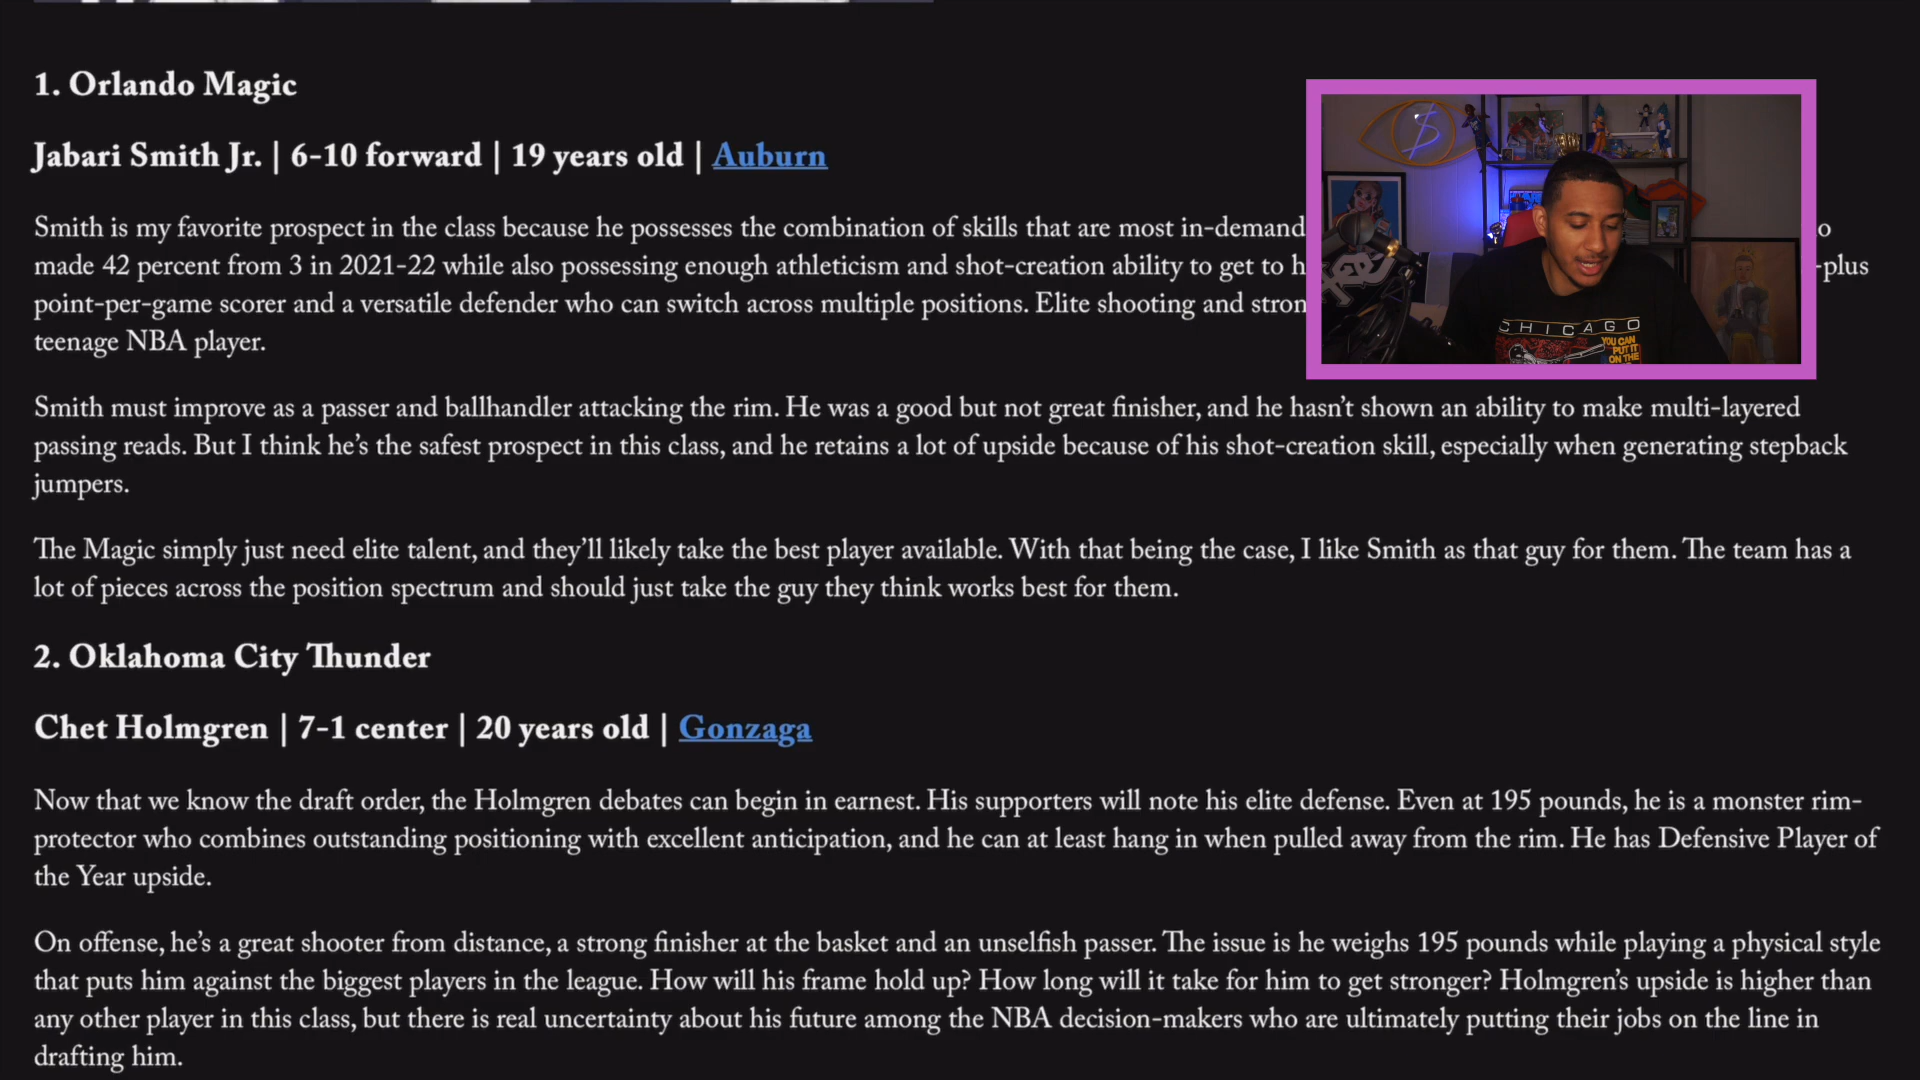 1. Orlando Magic
Jabari Smith Jr. | 6-10 forward | 19 years old | Auburn
Smith is my favorite prospect in the class because he possesses the combination of skills that are most in-demand
made 42 percent from 3 in 2021-22 while also possessing enough athleticism and shot-creation ability to get to -plus
point-per-game scorer and a versatile defender who can switch across multiple positions. Elite shooting and
teenage NBA player.
Smith must improve as a passer and ballhandler attacking the rim. He was a good but not great finisher, and he hasn't shown an ability to make multi-layered
passing reads. But I think he's the safest prospect in this class, and he retains a lot of upside because of his shot-creation skill, especially when generating stepback
jumpers.
The Magic simply just need elite talent, and they'll likely take the best player available. With that being the case, I like Smith as that guy for them. The team has a
lot of pieces across the position spectrum and should just take the guy they think works best for them.
2. Oklahoma City Thunder
Chet Holmgren | 7-1 center | 20 years old | Gonzaga
Now that we know the draft order, the Holmgren debates can begin in earnest. His supporters will note his elite defense. Even at 195 pounds, he is a monster rim-
protector who combines outstanding positioning with excellent anticipation, and he can at least hang in when pulled away from the rim. He has Defensive Player of
the Year upside.
On offense, he's a great shooter from distance, a strong finisher at the basket and an unselfish passer. The issue is he weighs 195 pounds while playing a physical style
that puts him against the biggest players in the league. How will his frame hold up? How long will it take for him to get stronger? Holmgren's upside is higher than
any other player in this class, but there is real uncertainty about his future among the NBA decision-makers who are ultimately putting their jobs on the line in
drafting him.
CHICAGO
YOU CAN
PUT IT
ON THE